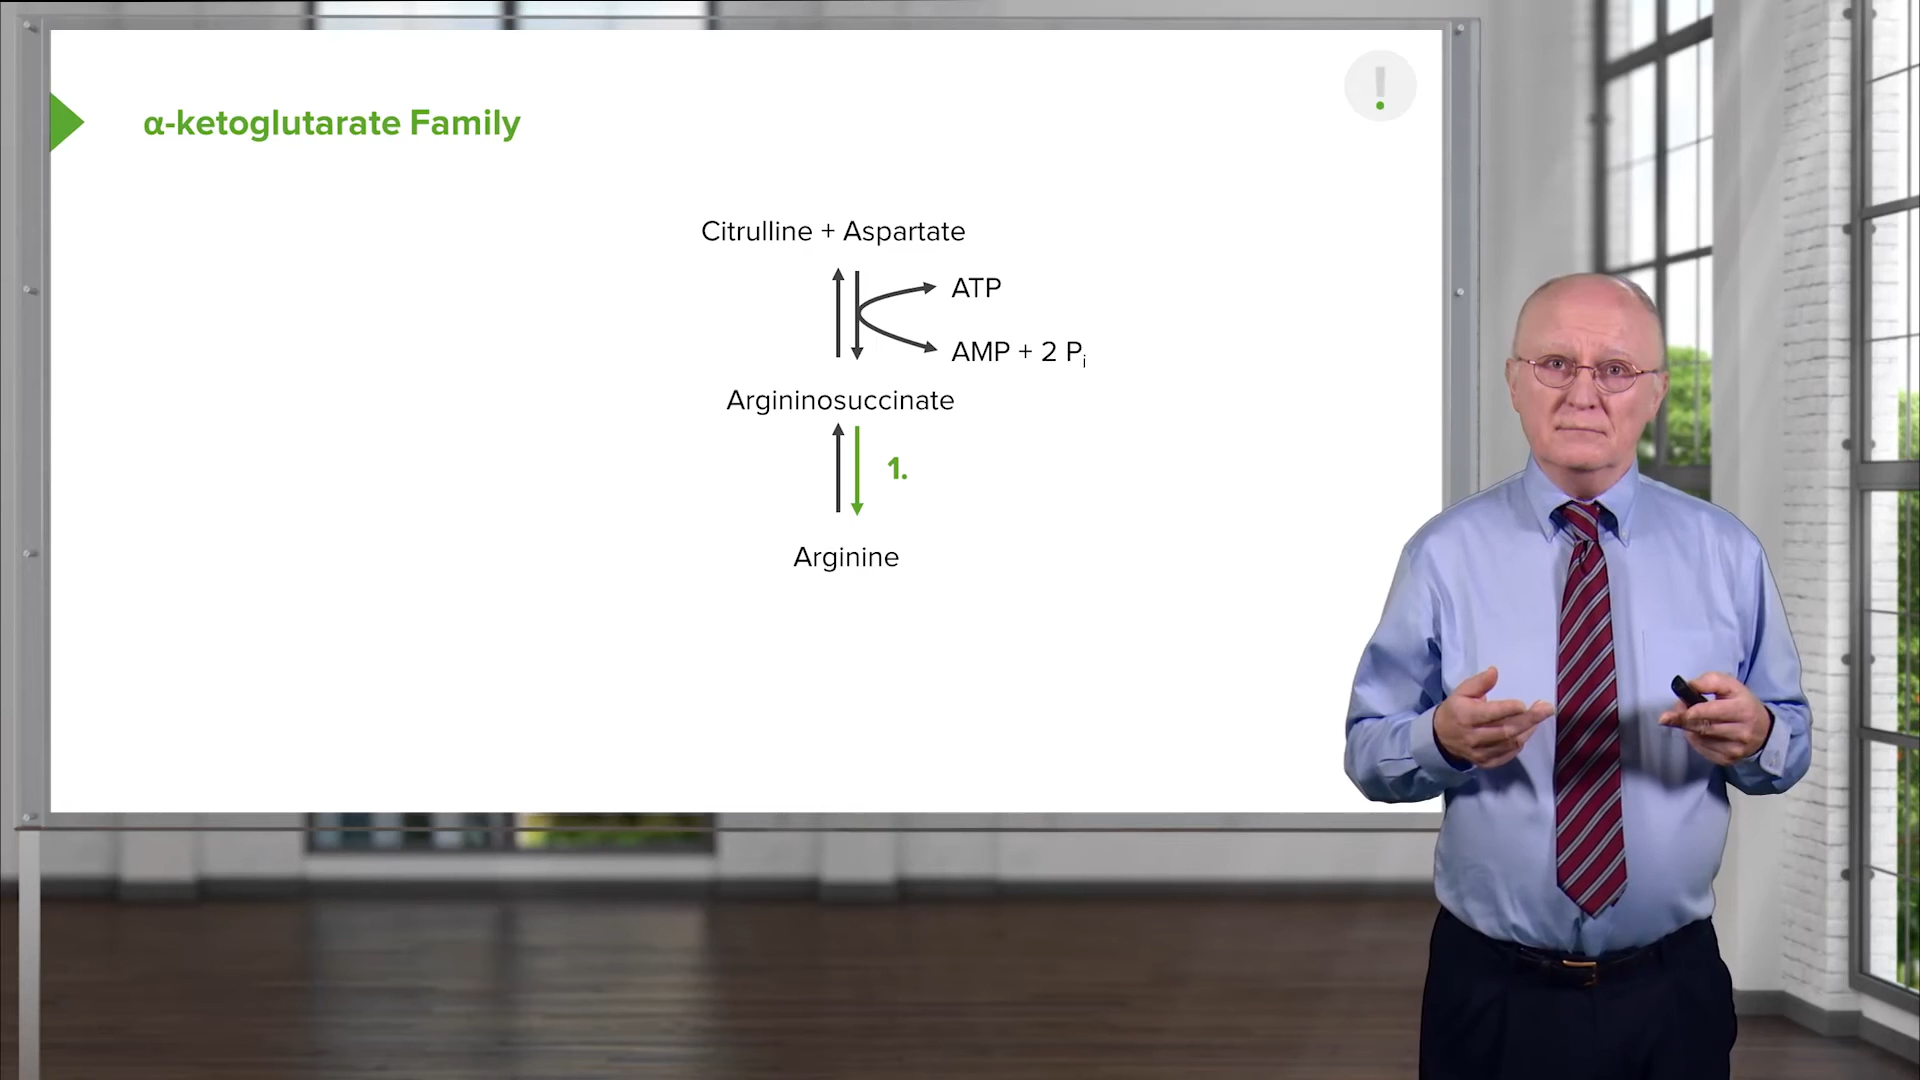 α-ketoglutarate Family
Citrulline + Aspartate
ATP
AMP + 2 Pᵢ
Argininosuccinate
1.
Arginine